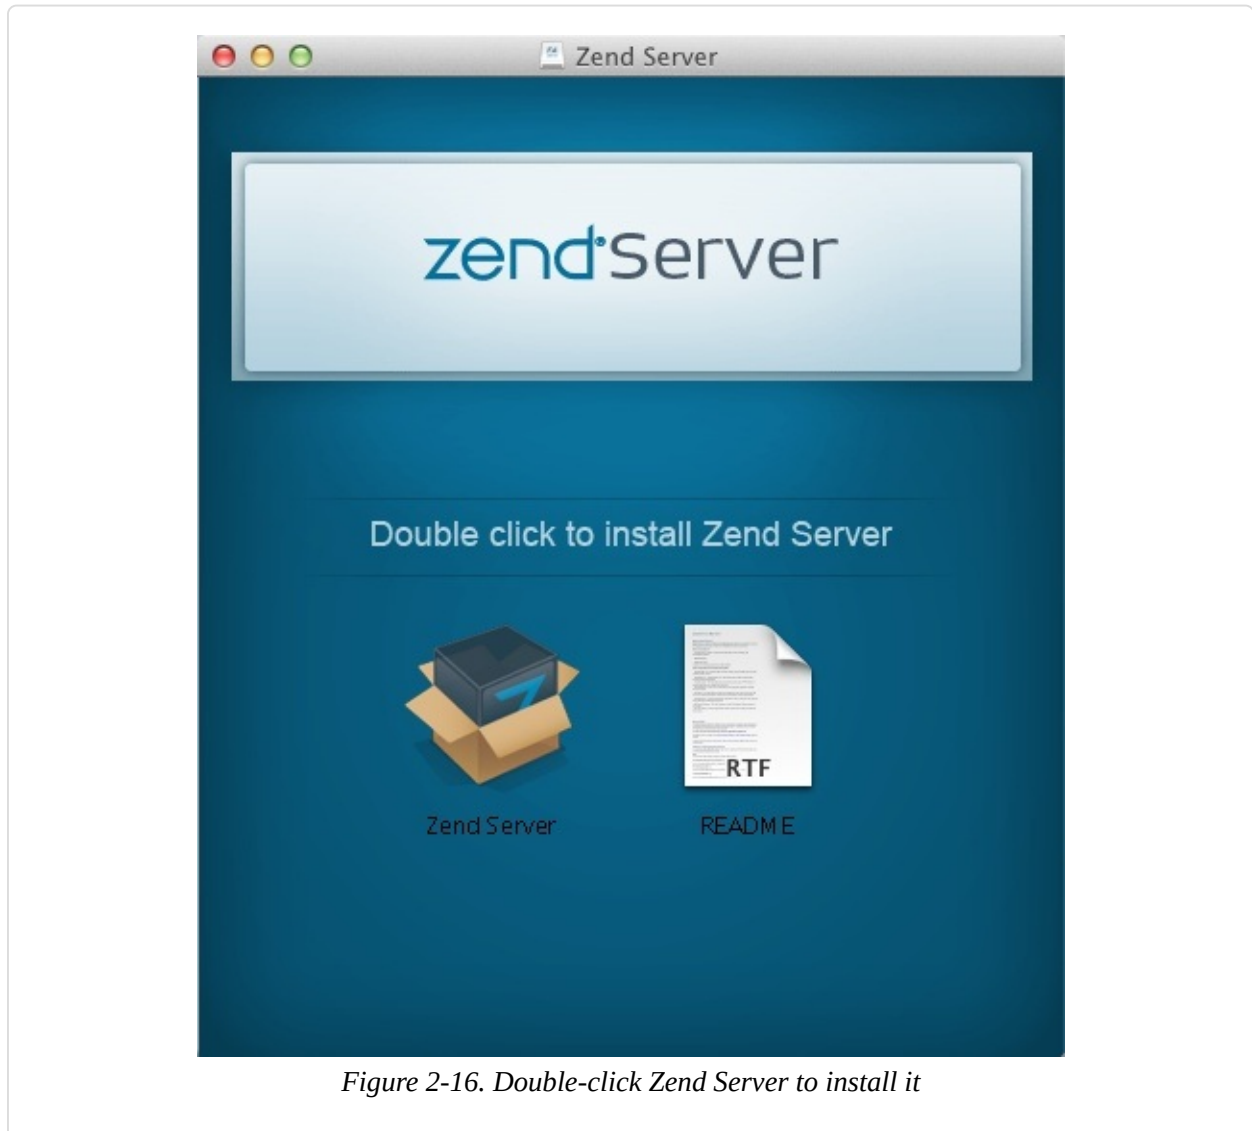 Zend Server
zend Server
Double click to install Zend Server
RTF
Zend Server
README
Figure 2-16. Double-click Zend Server to install it